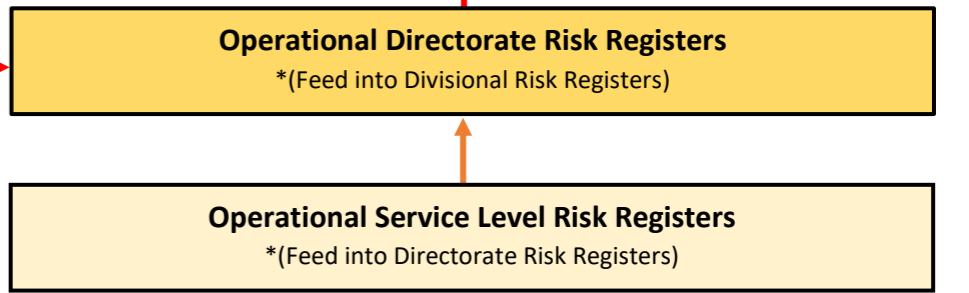 Operational Directorate Risk Registers
*(Feed into Divisional Risk Registers)
Operational Service Level Risk Registers
*(Feed into Directorate Risk Registers)